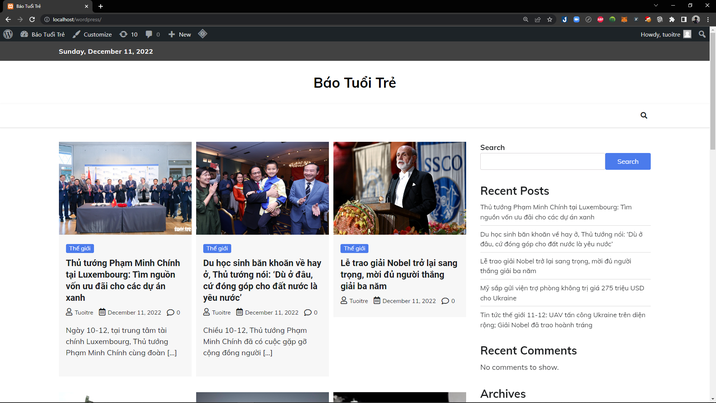 Báo Tuổi Trẻ
localhost/wordpress/
Báo Tuổi Trẻ
Customize
10
0
New
Howdy, tuoitre
Sunday, December 11, 2022
Báo Tuổi Trẻ
Thế giới
Thủ tướng Phạm Minh Chính
tại Luxembourg: Tìm nguồn
vốn ưu đãi cho các dự án
xanh
Tuoitre
December 11, 2022
0
Ngày 10-12, tại trung tâm tài
chính Luxembourg, Thủ tướng
Phạm Minh Chính cùng đoàn […]
Thế giới
Du học sinh băn khoăn về hay
ở, Thủ tướng nói: ‘Dù ở đâu,
cứ đóng góp cho đất nước là
yêu nước’
Tuoitre
December 11, 2022
0
Chiều 10-12, Thủ tướng Phạm
Minh Chính đã có cuộc gặp gỡ
cộng đồng người […]
SSCO
Thế giới
Lễ trao giải Nobel trở lại sang
trọng, mời đủ người thắng
giải ba năm
Tuoitre
December 11, 2022
0
Search
Search
Recent Posts
Thủ tướng Phạm Minh Chính tại Luxembourg: Tìm
nguồn vốn ưu đãi cho các dự án xanh
Du học sinh băn khoăn về hay ở, Thủ tướng nói: ‘Dù ở
đâu, cứ đóng góp cho đất nước là yêu nước’
Lễ trao giải Nobel trở lại sang trọng, mời đủ người
thắng giải ba năm
Mỹ sắp gửi viện trợ phòng không trị giá 275 triệu USD
cho Ukraine
Tin tức thế giới 11-12: UAV tấn công Ukraine trên diện
rộng; Giải Nobel đã trao hoành tráng
Recent Comments
No comments to show.
Archives